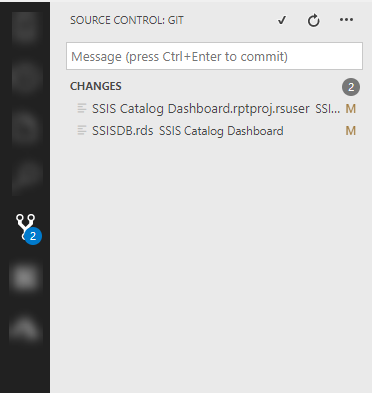 SOURCE CONTROL: GIT
Message (press Ctrl+Enter to commit)
CHANGES 2
SSIS Catalog Dashboard.rptproj.rsuser SSI... M
SSISDB.rds SSIS Catalog Dashboard M
2